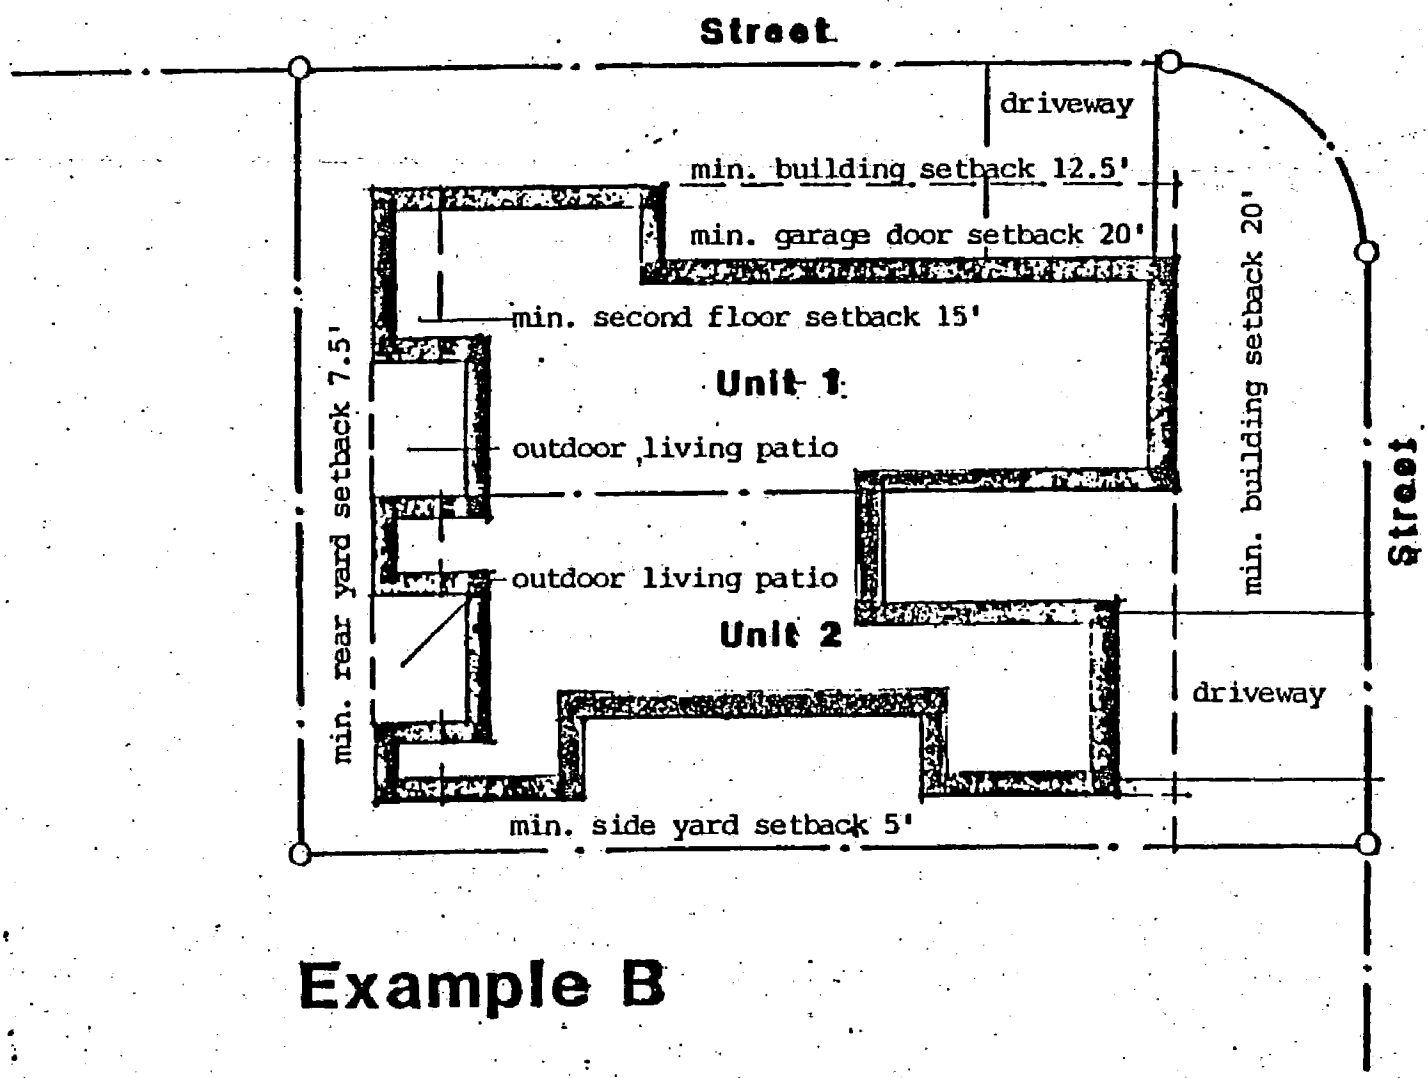 Street
driveway
min. building setback 12.5'
min. garage door setback 20'
min. second floor setback 15'
Unit 1
outdoor living patio
outdoor living patio
Unit 2
min. rear yard setback 7.5'
min. building setback 20'
Street
driveway
min. side yard setback 5'
Example B